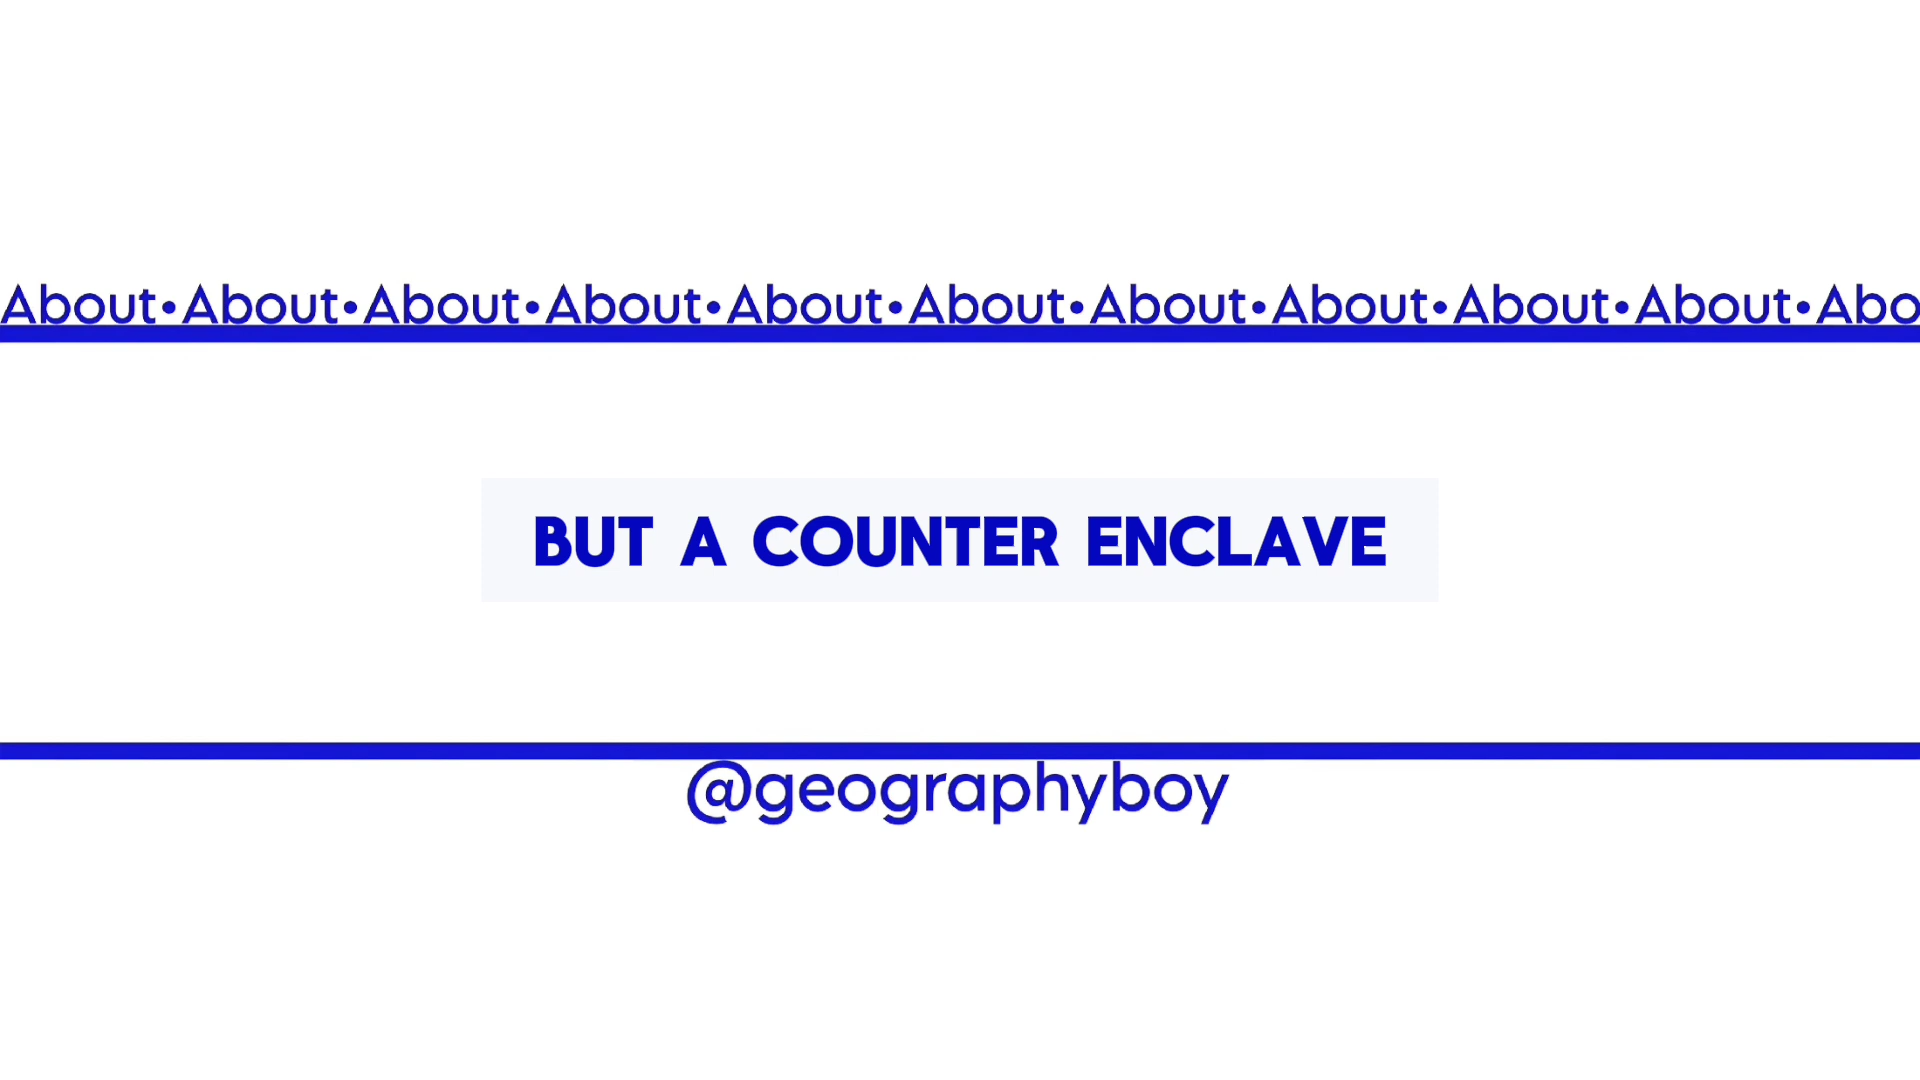 About•About•About•About•About•About•About•About•About•About•Abo
BUT A COUNTER ENCLAVE
@geographyboy